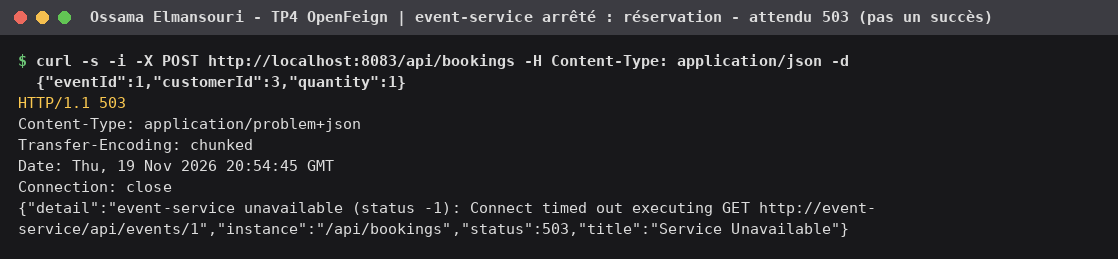 Ossama Elmansouri - TP4 OpenFeign | event-service arrêté : réservation - attendu 503 (pas un succès)
$ curl -s -i -X POST http://localhost:8083/api/bookings -H Content-Type: application/json -d
{"eventId":1,"customerId":3,"quantity":1}
HTTP/1.1 503
Content-Type: application/problem+json
Transfer-Encoding: chunked
Date: Thu, 19 Nov 2026 20:54:45 GMT
Connection: close
{"detail":"event-service unavailable (status -1): Connect timed out executing GET http://event-
service/api/events/1","instance":"/api/bookings","status":503,"title":"Service Unavailable"}